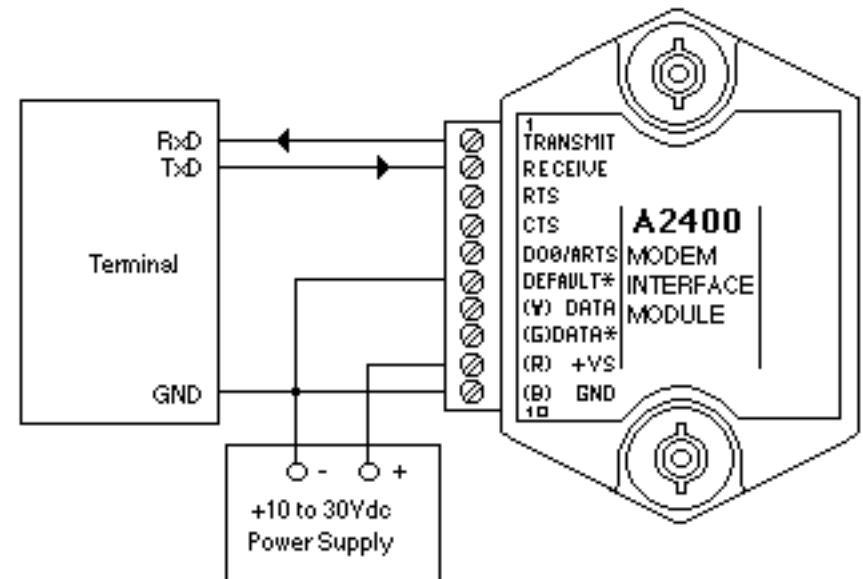 RxD
TxD
Terminal
GND
- +
+10 to 30Vdc
Power Supply
1
TRANSMIT
RECEIVE
RTS
CTS
DO0/ARTS
DEFAULT*
(Y) DATA
(G)DATA*
(R) +VS
(B) GND
10
A2400
MODEM
INTERFACE
MODULE